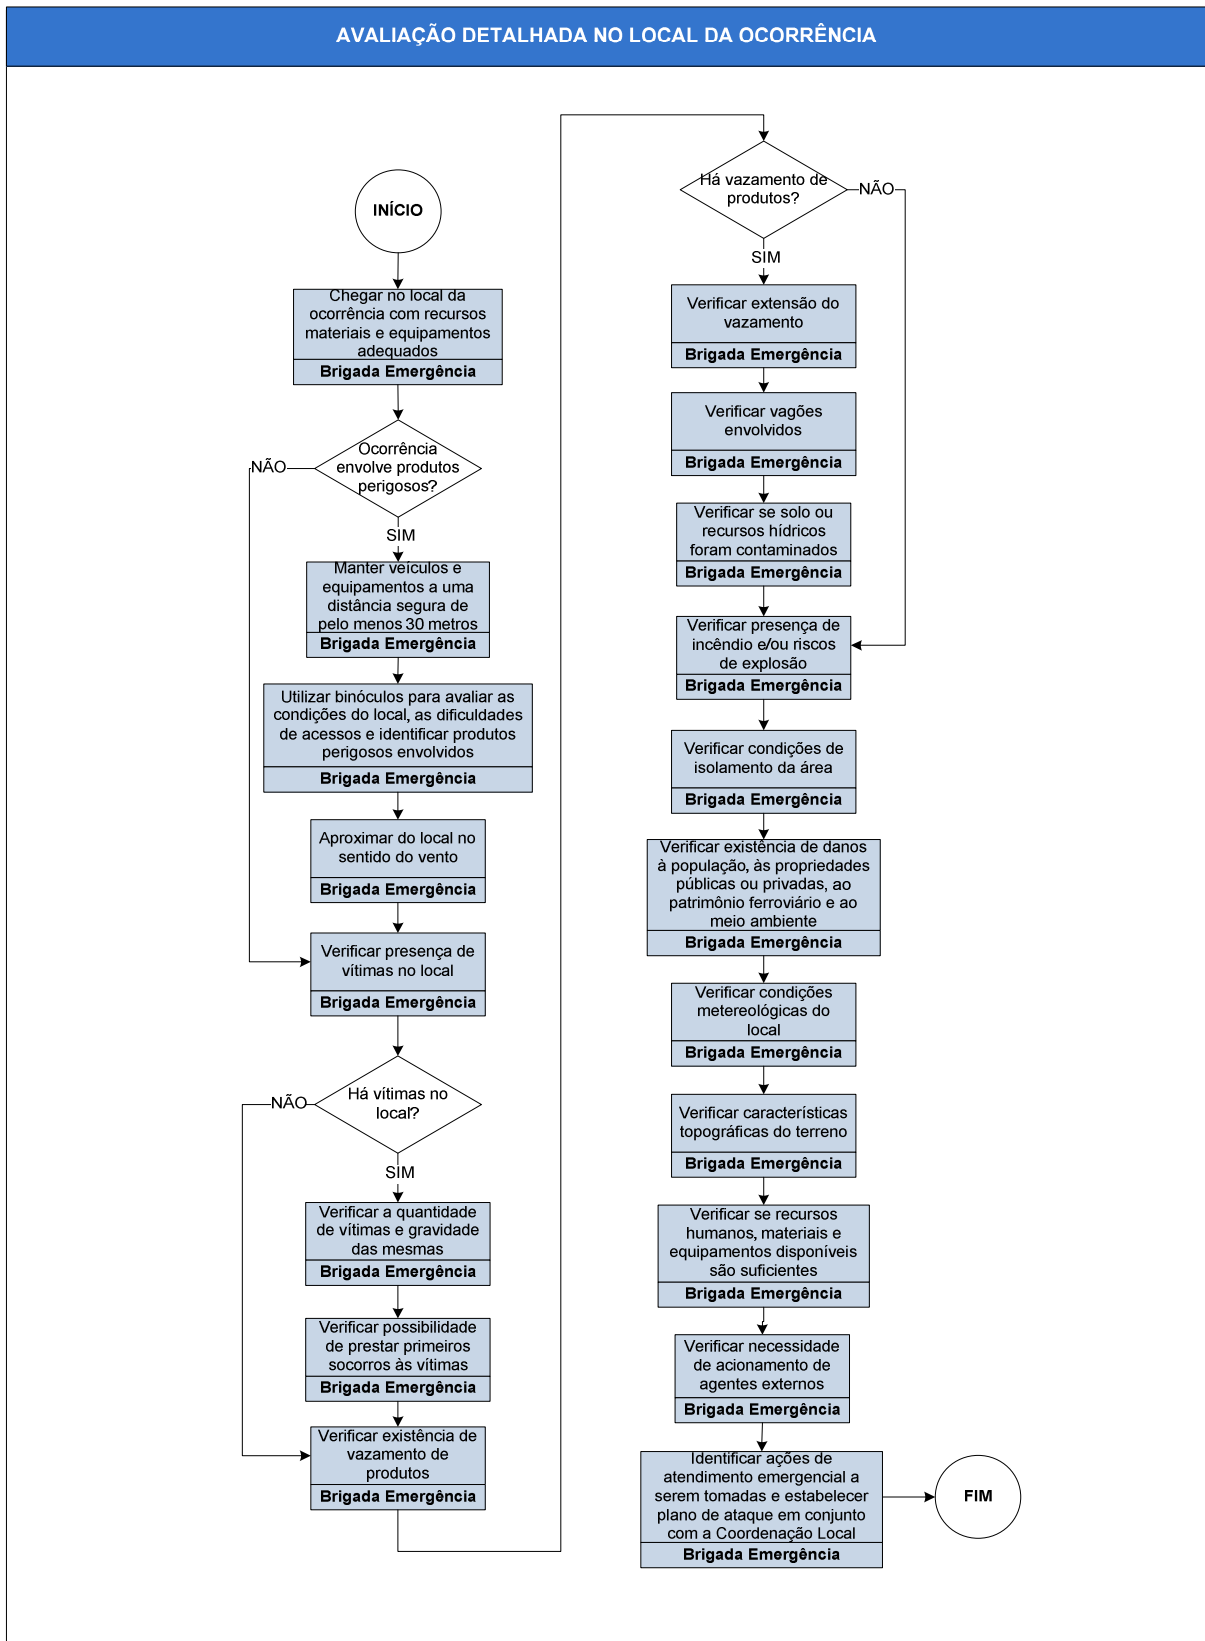 AVALIAÇÃO DETALHADA NO LOCAL DA OCORRÊNCIA
INÍCIO
Chegar no local da
ocorrência com recursos
materiais e equipamentos
adequados
Brigada Emergência
Ocorrência
envolve produtos
perigosos?
NÃO
SIM
Manter veículos e
equipamentos a uma
distância segura de
pelo menos 30 metros
Brigada Emergência
Utilizar binóculos para avaliar as
condições do local, as dificuldades
de acessos e identificar produtos
perigosos envolvidos
Brigada Emergência
Aproximar do local no
sentido do vento
Brigada Emergência
Verificar presença de
vítimas no local
Brigada Emergência
Há vítimas no
local?
NÃO
SIM
Verificar a quantidade
de vítimas e gravidade
das mesmas
Brigada Emergência
Verificar possibilidade
de prestar primeiros
socorros às vítimas
Brigada Emergência
Verificar existência de
vazamento de
produtos
Brigada Emergência
Há vazamento de
produtos?
NÃO
SIM
Verificar extensão do
vazamento
Brigada Emergência
Verificar vagões
envolvidos
Brigada Emergência
Verificar se solo ou
recursos hídricos
foram contaminados
Brigada Emergência
Verificar presença de
incêndio e/ou riscos
de explosão
Brigada Emergência
Verificar condições de
isolamento da área
Brigada Emergência
Verificar existência de danos
à população, às propriedades
públicas ou privadas, ao
patrimônio ferroviário e ao
meio ambiente
Brigada Emergência
Verificar condições
metereológicas do
local
Brigada Emergência
Verificar características
topográficas do terreno
Brigada Emergência
Verificar se recursos
humanos, materiais e
equipamentos disponíveis
são suficientes
Brigada Emergência
Verificar necessidade
de acionamento de
agentes externos
Brigada Emergência
Identificar ações de
atendimento emergencial a
serem tomadas e estabelecer
plano de ataque em conjunto
com a Coordenação Local
Brigada Emergência
FIM